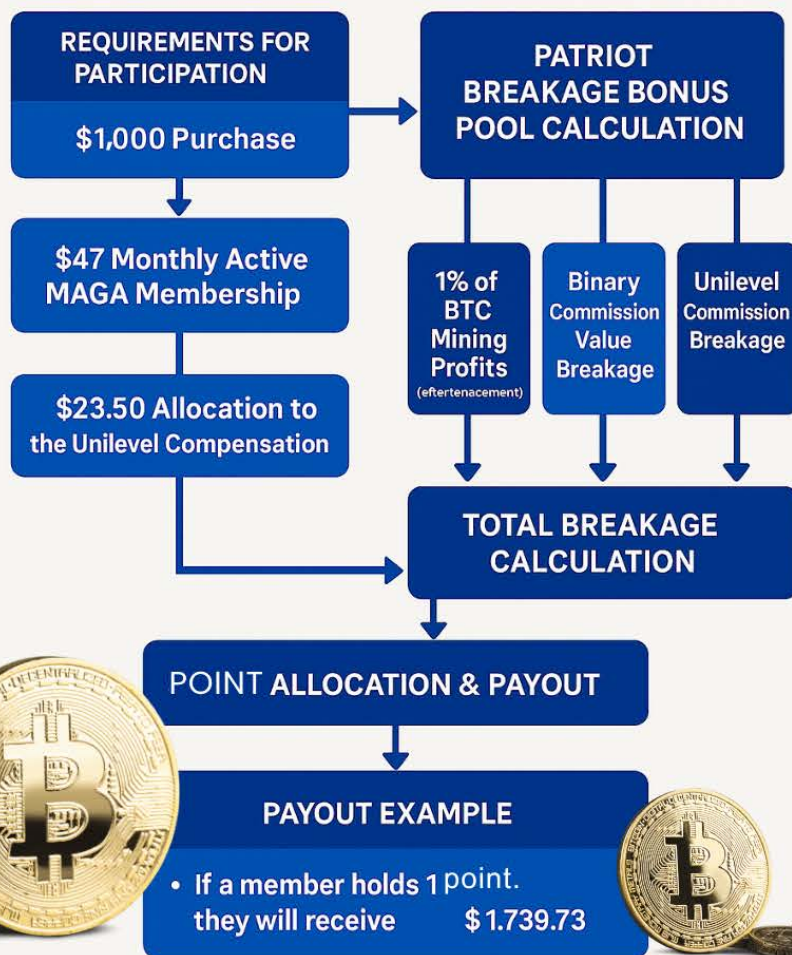 REQUIREMENTS FOR
PARTICIPATION
$1,000 Purchase
$47 Monthly Active
MAGA Membership
$23.50 Allocation to
the Unilevel Compensation
PATRIOT
BREAKAGE BONUS
POOL CALCULATION
1% of
BTC
Mining
Profits
(eftertenacement)
Binary
Commission
Value
Breakage
Unilevel
Commission
Breakage
TOTAL BREAKAGE
CALCULATION
POINT ALLOCATION & PAYOUT
PAYOUT EXAMPLE
• If a member holds 1 point.
they will receive $1.739.73
DECENTRALIZED